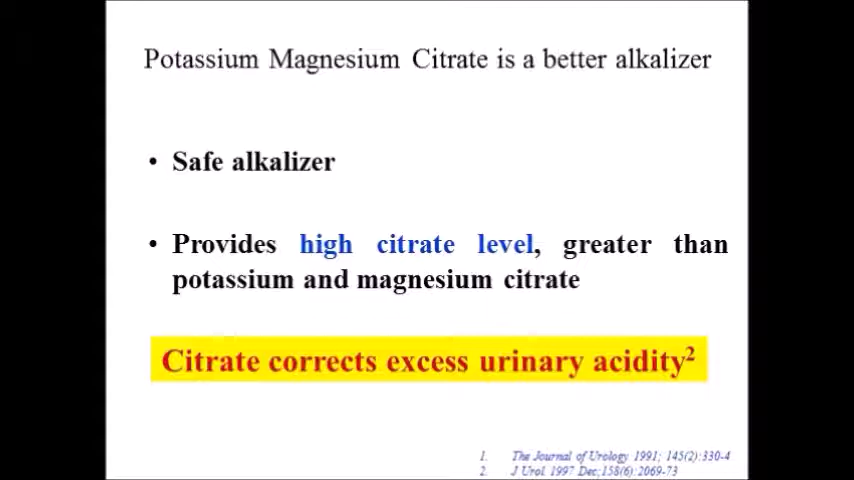 Potassium Magnesium Citrate is a better alkalizer
• Safe alkalizer
• Provides high citrate level, greater than
potassium and magnesium citrate
Citrate corrects excess urinary acidity²
1. The Journal of Urology 1991; 145(2):330-4
2. J Urol. 1997 Dec;158(6):2069-73